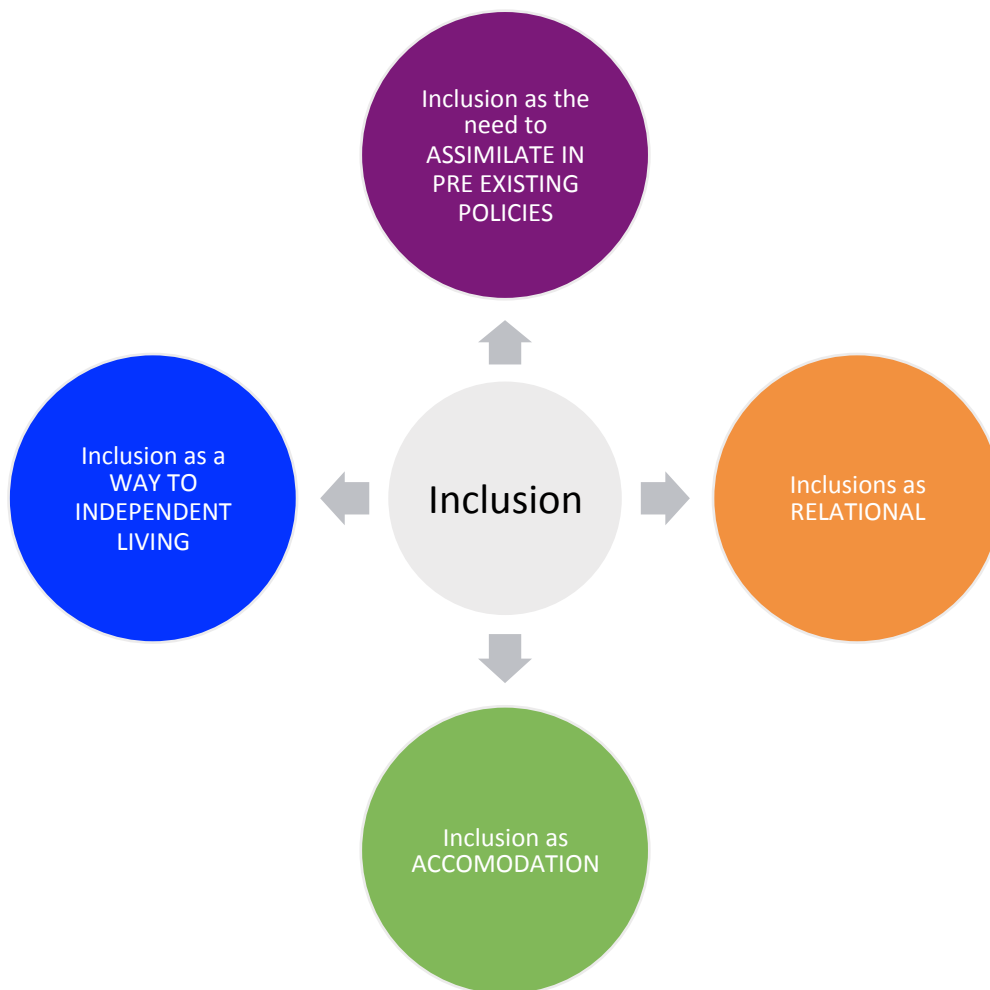 Inclusion as the
need to
ASSIMILATE IN
PRE EXISTING
POLICIES
Inclusion as a
WAY TO
INDEPENDENT
LIVING
Inclusion
Inclusions as
RELATIONAL
Inclusion as
ACCOMODATION